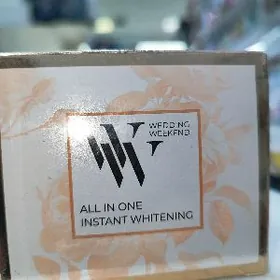 WEDDING
WEEKEND
ALL IN ONE
INSTANT WHITENING